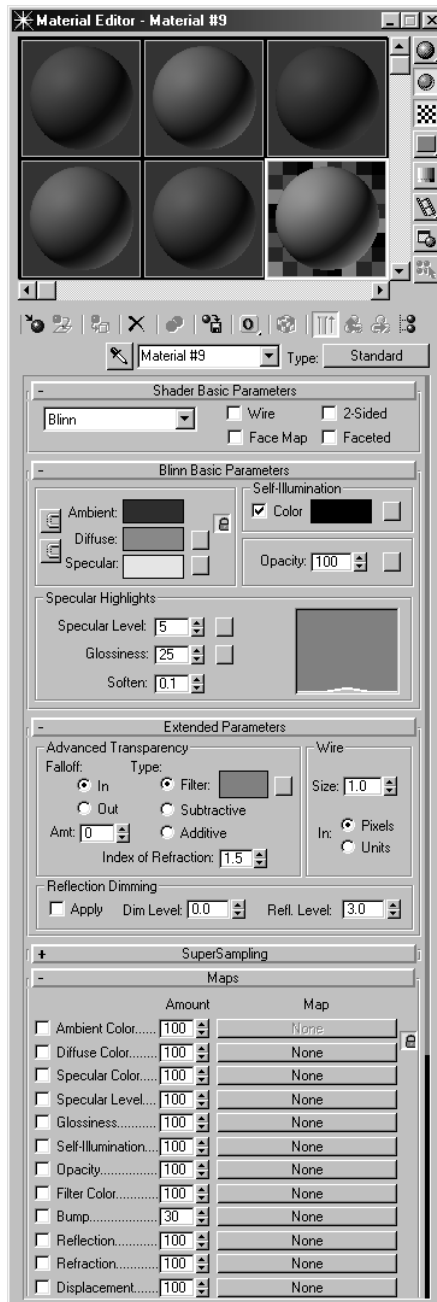 Material Editor - Material #9
Material #9 Type: Standard
- Shader Basic Parameters
Blinn Wire 2-Sided
Face Map Faceted
- Blinn Basic Parameters
Self-Illumination
Ambient: Color
Diffuse:
Specular: Opacity: 100
Specular Highlights
Specular Level: 5
Glossiness: 25
Soften: 0.1
- Extended Parameters
Advanced Transparency Wire
Falloff: Type:
In Filter: Size: 1.0
Out Subtractive
Amt: 0 Additive In: Pixels
Units
Index of Refraction: 1.5
Reflection Dimming
Apply Dim Level: 0.0 Refl. Level: 3.0
+ SuperSampling
- Maps
Amount Map
Ambient Color...... 100 None
Diffuse Color....... 100 None
Specular Color..... 100 None
Specular Level.... 100 None
Glossiness.......... 100 None
Self-Illumination.... 100 None
Opacity............... 100 None
Filter Color........... 100 None
Bump................. 30 None
Reflection............ 100 None
Refraction........... 100 None
Displacement..... 100 None